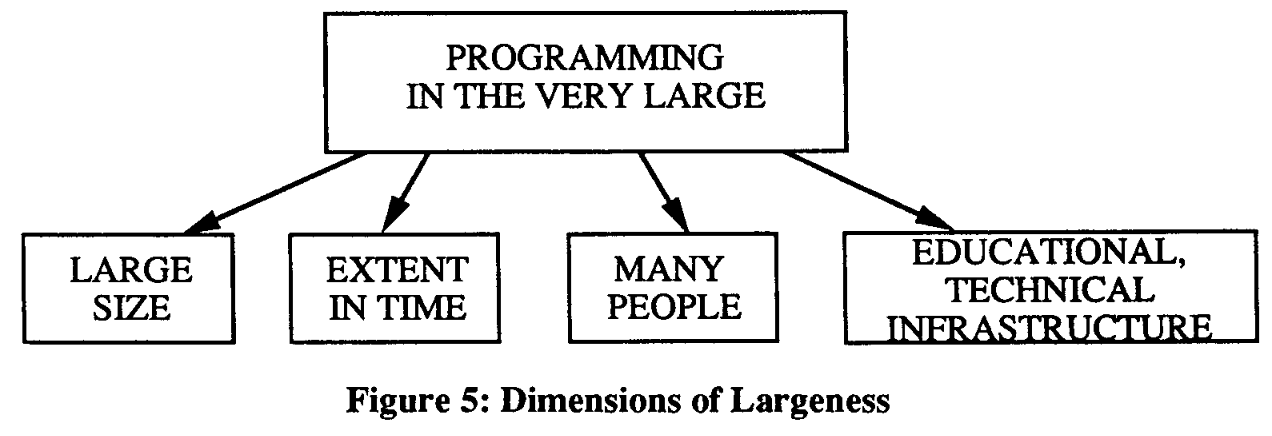 PROGRAMMING
IN THE VERY LARGE
LARGE
SIZE
EXTENT
IN TIME
MANY
PEOPLE
EDUCATIONAL,
TECHNICAL
INFRASTRUCTURE
Figure 5: Dimensions of Largeness